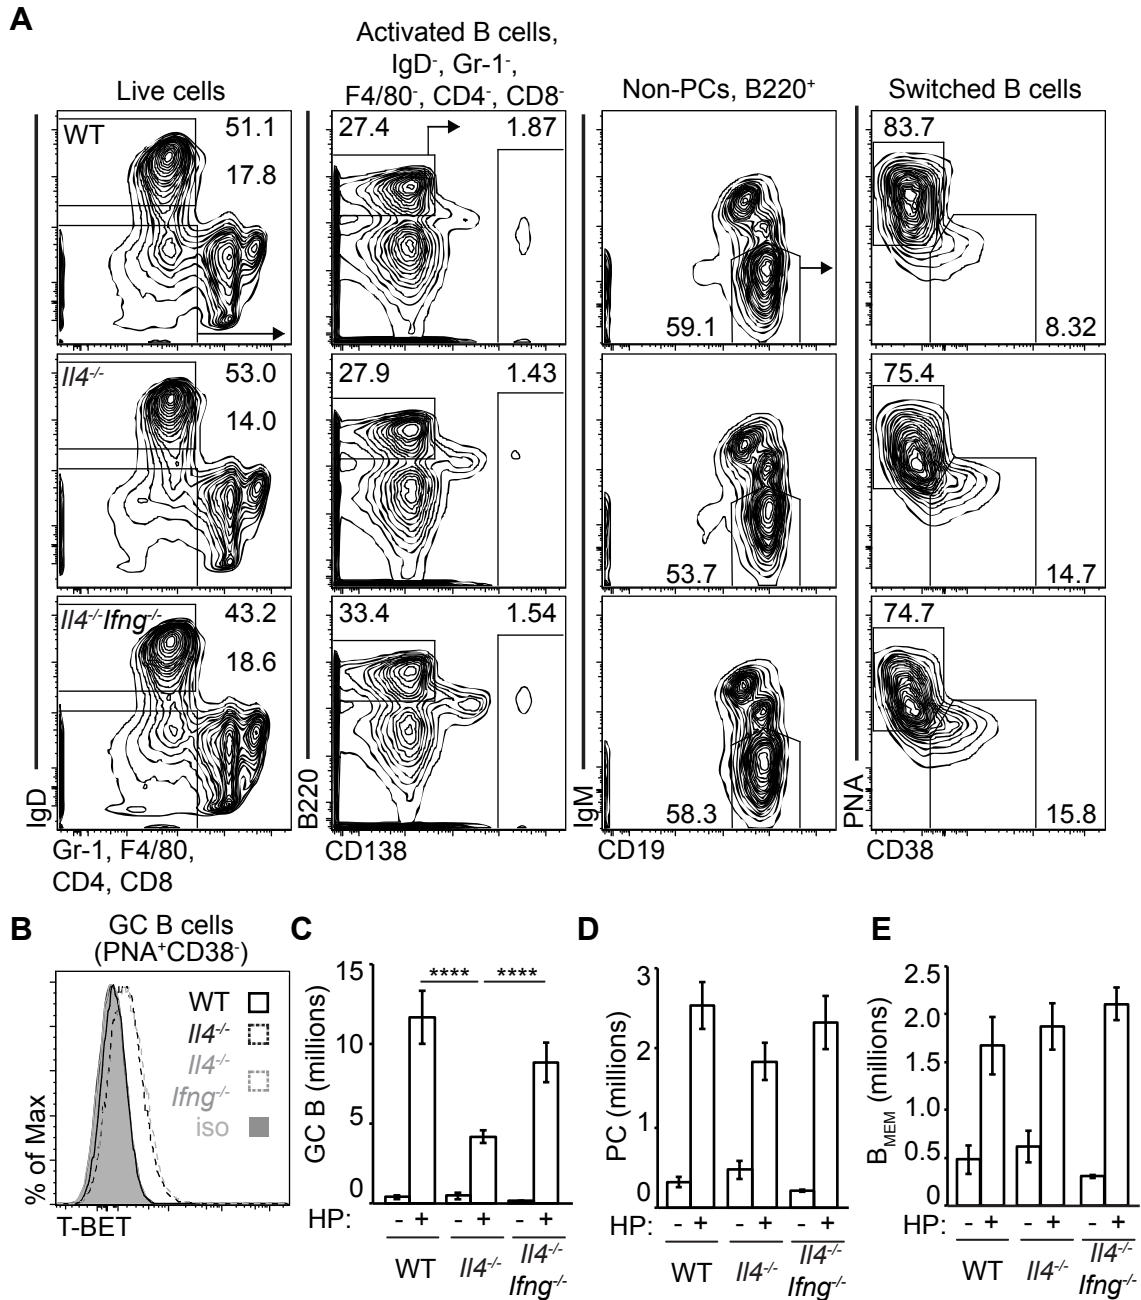 A
Live cells
Activated B cells,
IgD⁻, Gr-1⁻,
F4/80⁻, CD4⁻, CD8⁻
Non-PCs, B220⁺
Switched B cells
WT
51.1
17.8
27.4
1.87
59.1
83.7
8.32
Il4⁻/⁻
53.0
14.0
27.9
1.43
53.7
75.4
14.7
Il4⁻/⁻Ifng⁻/⁻
43.2
18.6
33.4
1.54
58.3
74.7
15.8
IgD
B220
IgM
PNA
Gr-1, F4/80,
CD4, CD8
CD138
CD19
CD38
B
GC B cells
(PNA⁺CD38⁻)
WT
Il4⁻/⁻
Il4⁻/⁻
Ifng⁻/⁻
iso
% of Max
T-BET
C
GC B (millions)
15
10
5
0
****
****
HP: - + - + - +
WT
Il4⁻/⁻
Il4⁻/⁻
Ifng⁻/⁻
D
PC (millions)
3
2
1
0
HP: - + - + - +
WT
Il4⁻/⁻
Il4⁻/⁻
Ifng⁻/⁻
E
BMEM (millions)
2.5
2.0
1.5
1.0
0.5
0
HP: - + - + - +
WT
Il4⁻/⁻
Il4⁻/⁻
Ifng⁻/⁻